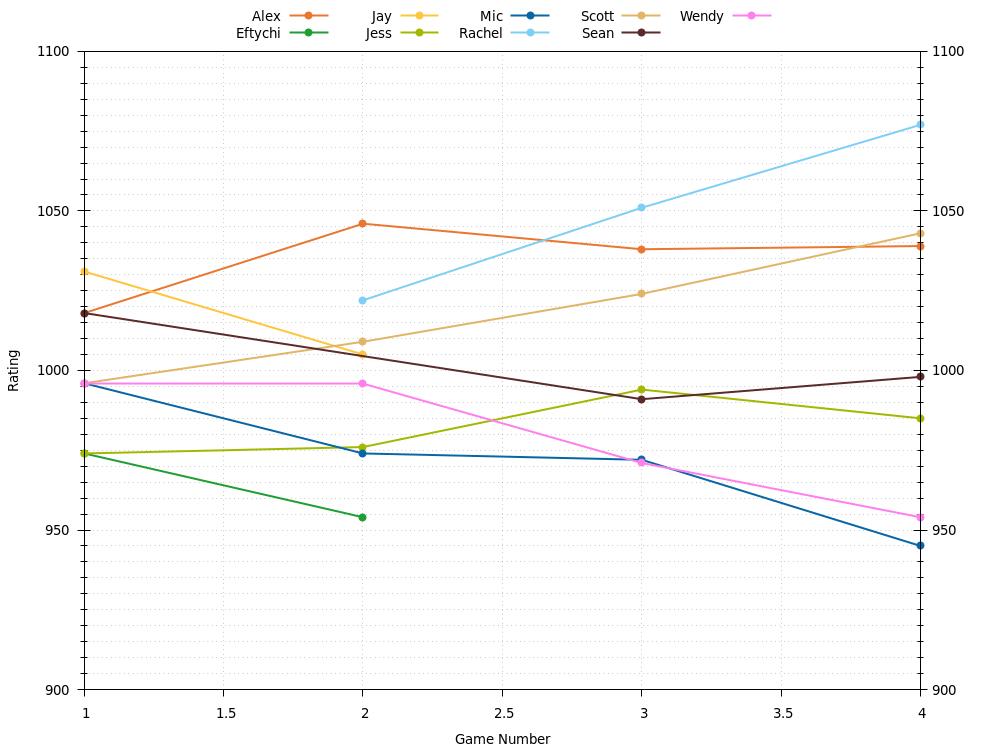 Alex Jay Mic Scott Wendy
Eftychi Jess Rachel Sean
1100 1100
1050 1050
1000 1000
Rating
950 950
900 900
1 1.5 2 2.5 3 3.5 4
Game Number